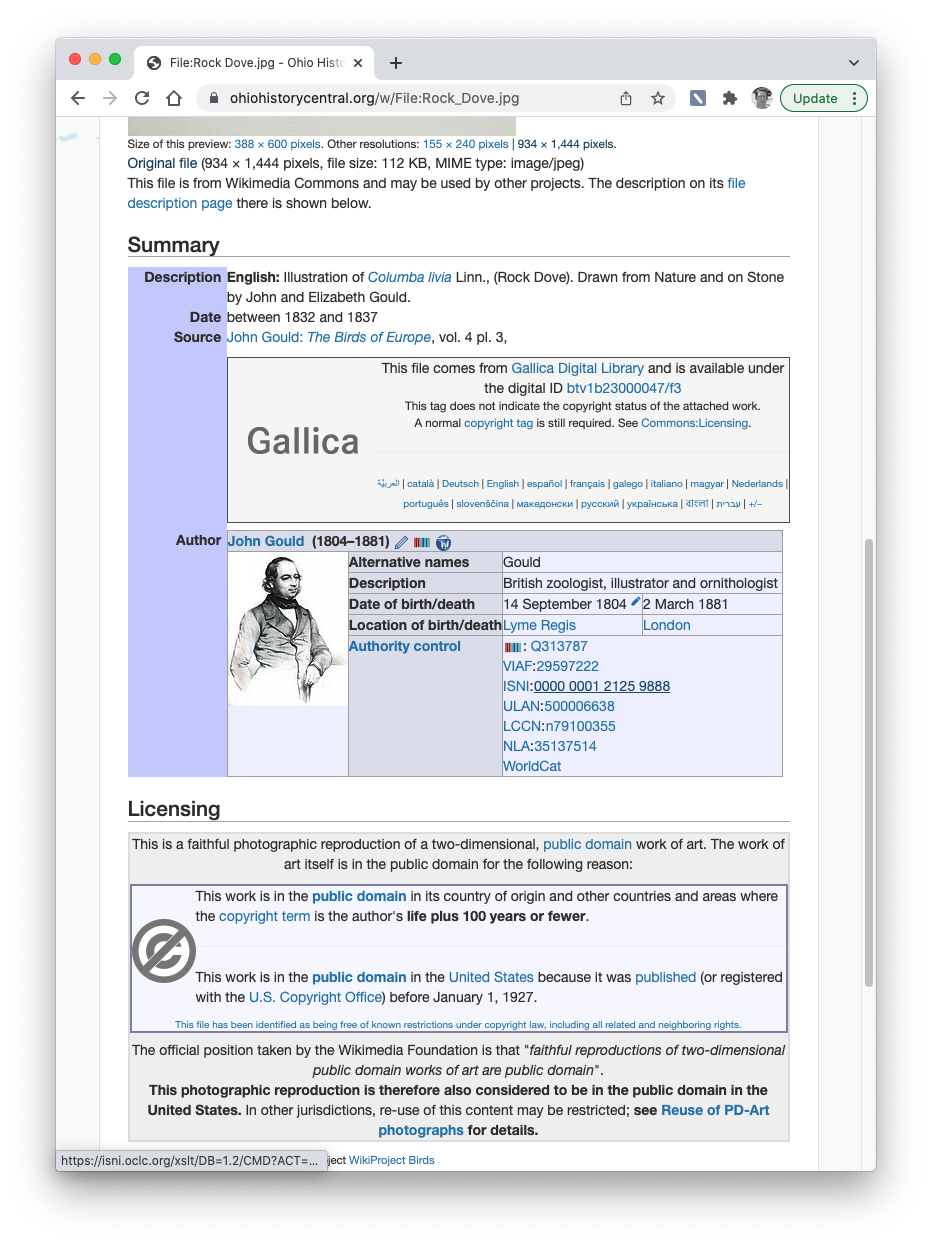 File:Rock Dove.jpg - Ohio Histo
ohiohistorycentral.org/w/File:Rock_Dove.jpg
Update
Size of this preview: 388 × 600 pixels. Other resolutions: 155 × 240 pixels | 934 × 1,444 pixels.
Original file (934 × 1,444 pixels, file size: 112 KB, MIME type: image/jpeg)
This file is from Wikimedia Commons and may be used by other projects. The description on its file
description page there is shown below.
Summary
Description English: Illustration of Columba livia Linn., (Rock Dove). Drawn from Nature and on Stone
by John and Elizabeth Gould.
Date between 1832 and 1837
Source John Gould: The Birds of Europe, vol. 4 pl. 3,
This file comes from Gallica Digital Library and is available under
the digital ID btv1b23000047/f3
This tag does not indicate the copyright status of the attached work.
A normal copyright tag is still required. See Commons:Licensing.
Gallica
العربيّة | català | Deutsch | English | español | français | galego | italiano | magyar | Nederlands |
português | slovenščina | македонски | русский | українська | বাংলা | עברית | +/−
Author John Gould (1804–1881)
Alternative names Gould
Description British zoologist, illustrator and ornithologist
Date of birth/death 14 September 1804 2 March 1881
Location of birth/death Lyme Regis London
Authority control : Q313787
VIAF:29597222
ISNI:0000 0001 2125 9888
ULAN:500006638
LCCN:n79100355
NLA:35137514
WorldCat
Licensing
This is a faithful photographic reproduction of a two-dimensional, public domain work of art. The work of
art itself is in the public domain for the following reason:
This work is in the public domain in its country of origin and other countries and areas where
the copyright term is the author's life plus 100 years or fewer.
This work is in the public domain in the United States because it was published (or registered
with the U.S. Copyright Office) before January 1, 1927.
This file has been identified as being free of known restrictions under copyright law, including all related and neighboring rights.
The official position taken by the Wikimedia Foundation is that "faithful reproductions of two-dimensional
public domain works of art are public domain".
This photographic reproduction is therefore also considered to be in the public domain in the
United States. In other jurisdictions, re-use of this content may be restricted; see Reuse of PD-Art
photographs for details.
https://isni.oclc.org/xslt/DB=1.2/CMD?ACT=... ject WikiProject Birds